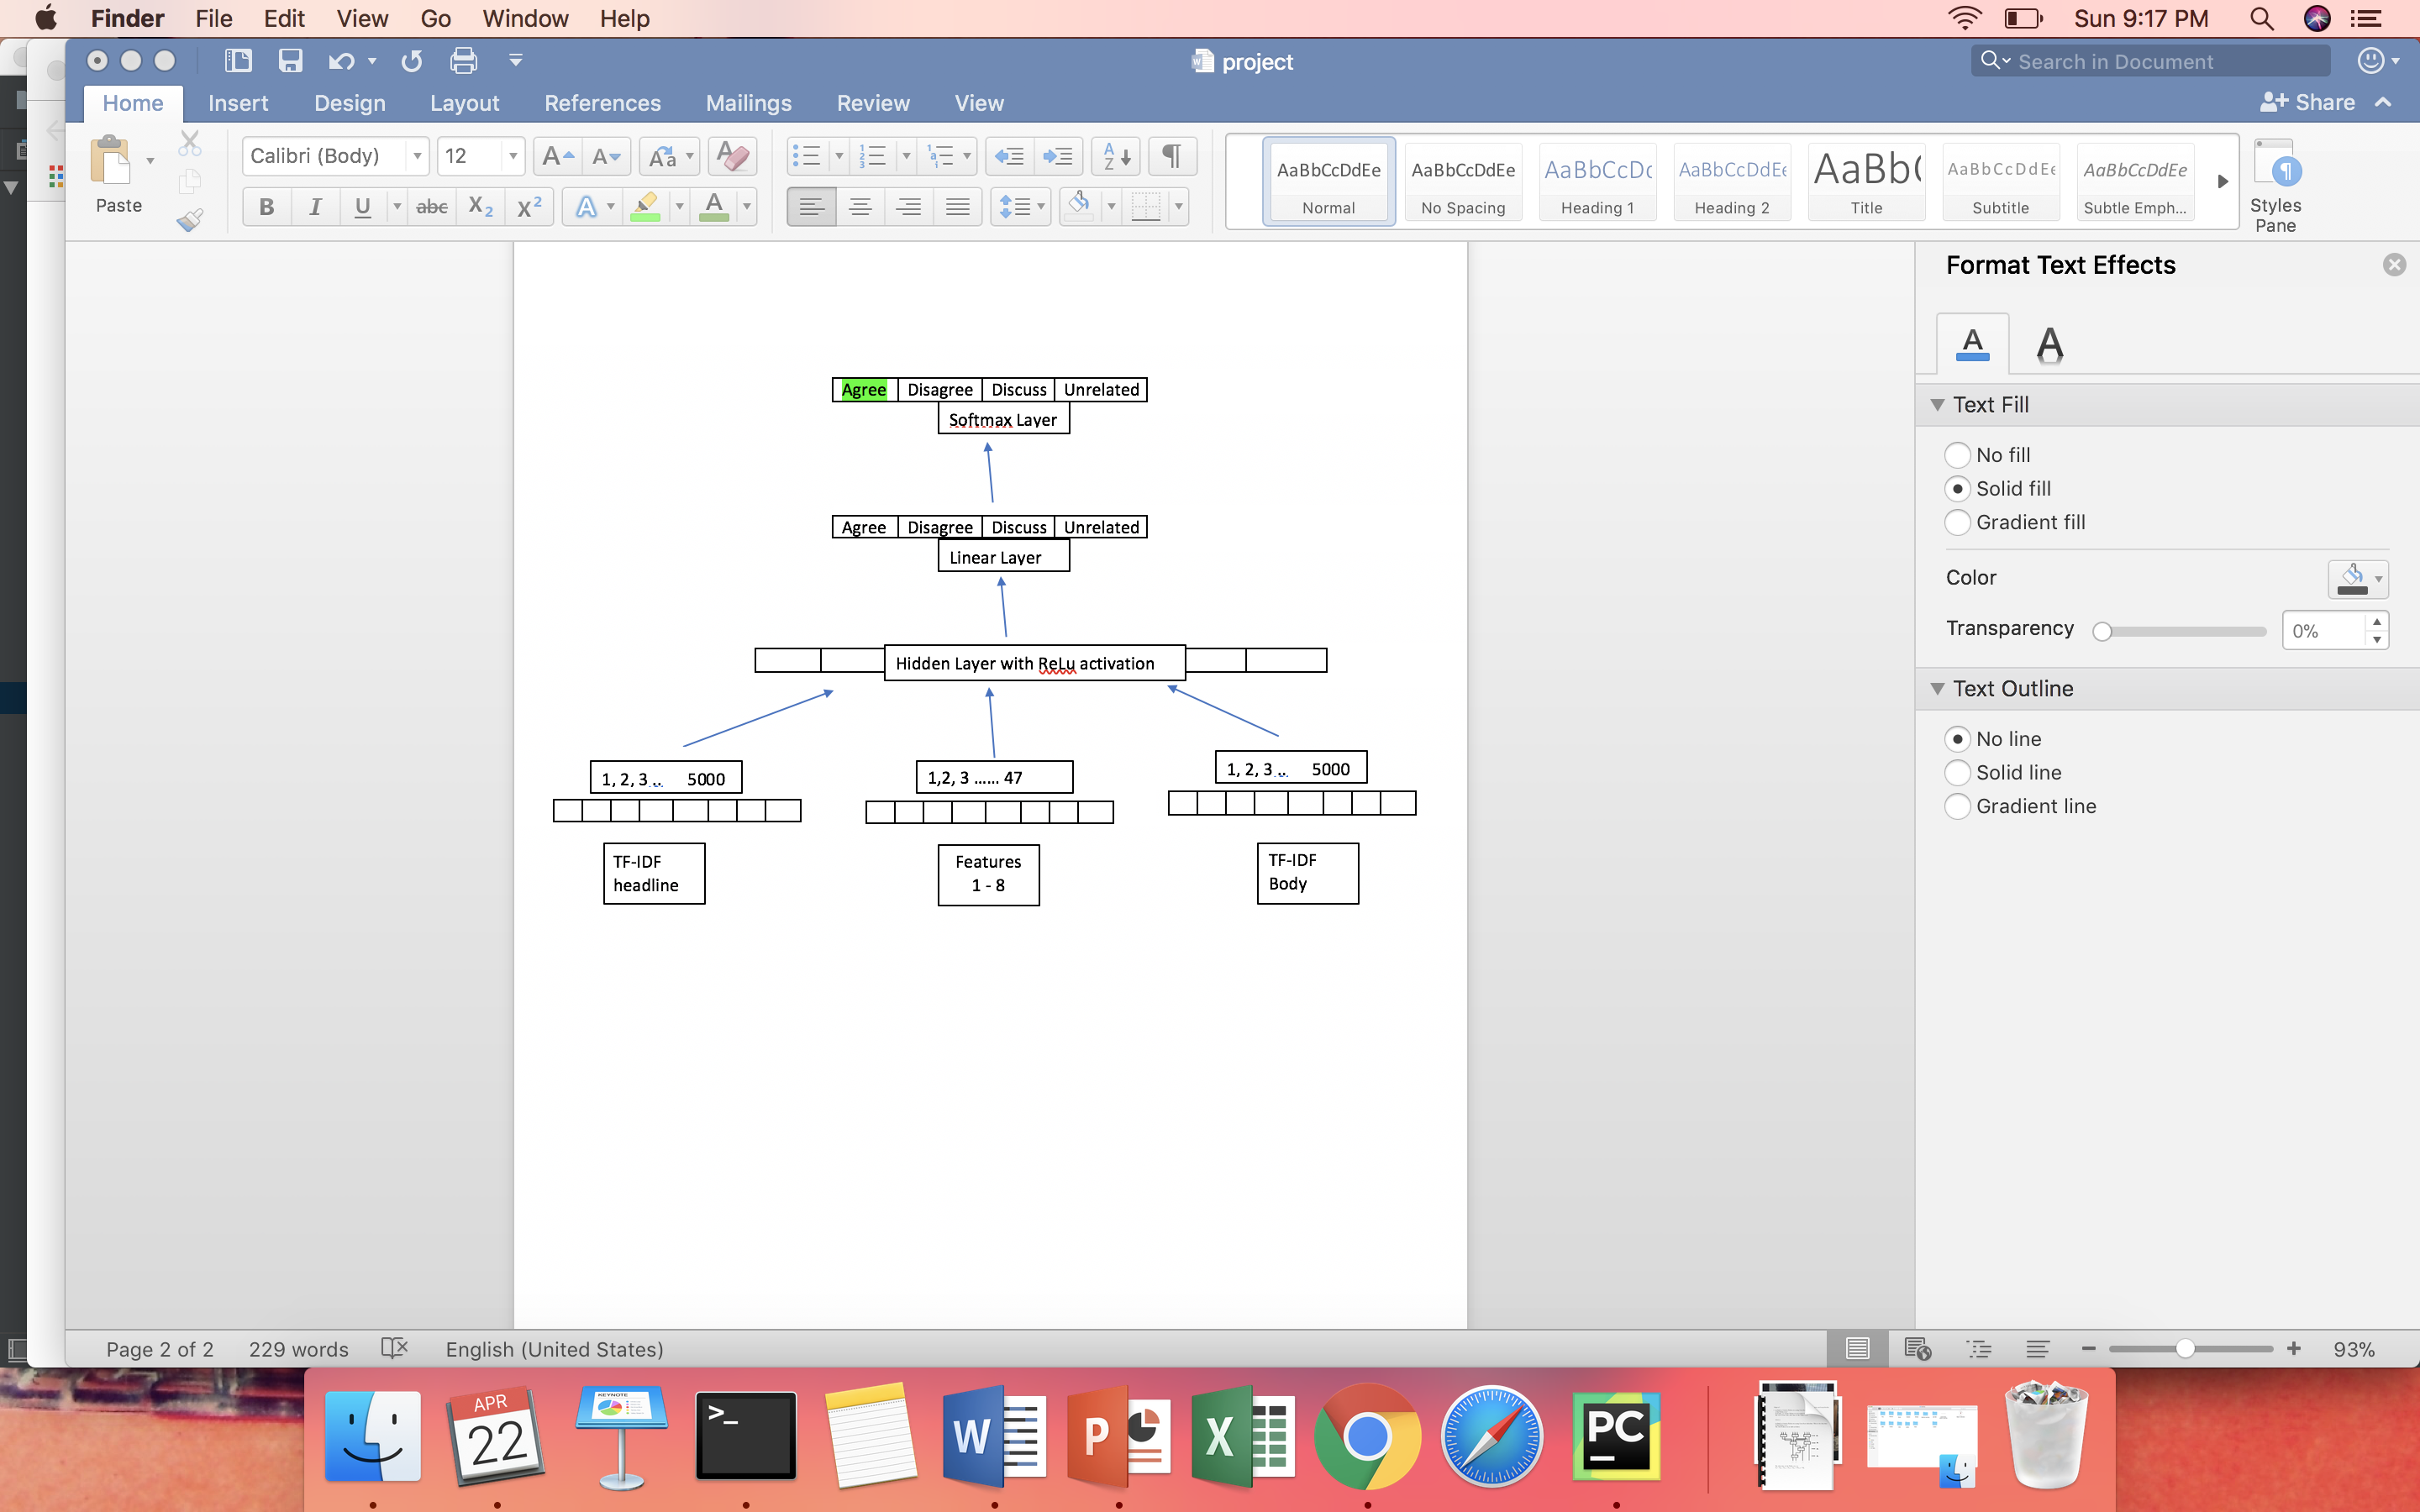 Finder File Edit View Go Window Help Sun 9:17 PM
project
Search in Document
Home Insert Design Layout References Mailings Review View Share
Paste
Calibri (Body) 12
AaBbCcDdEe AaBbCcDdEe AaBbCcDc AaBbCcDdEe AaBb( AaBbCcDdEe AaBbCcDdEe
Normal No Spacing Heading 1 Heading 2 Title Subtitle Subtle Emph...
Styles
Pane
B I U abc X2 X2
Format Text Effects
Text Fill
No fill
Solid fill
Gradient fill
Color
Transparency 0%
Text Outline
No line
Solid line
Gradient line
Agree Disagree Discuss Unrelated
Softmax Layer
Agree Disagree Discuss Unrelated
Linear Layer
Hidden Layer with ReLu activation
1, 2, 3 .. 5000
1,2, 3 ...... 47
1, 2, 3 .. 5000
TF-IDF
headline
Features
1 - 8
TF-IDF
Body
Page 2 of 2 229 words English (United States) 93%
APR
22
KEYNOTE
>_
W
P
X
PC